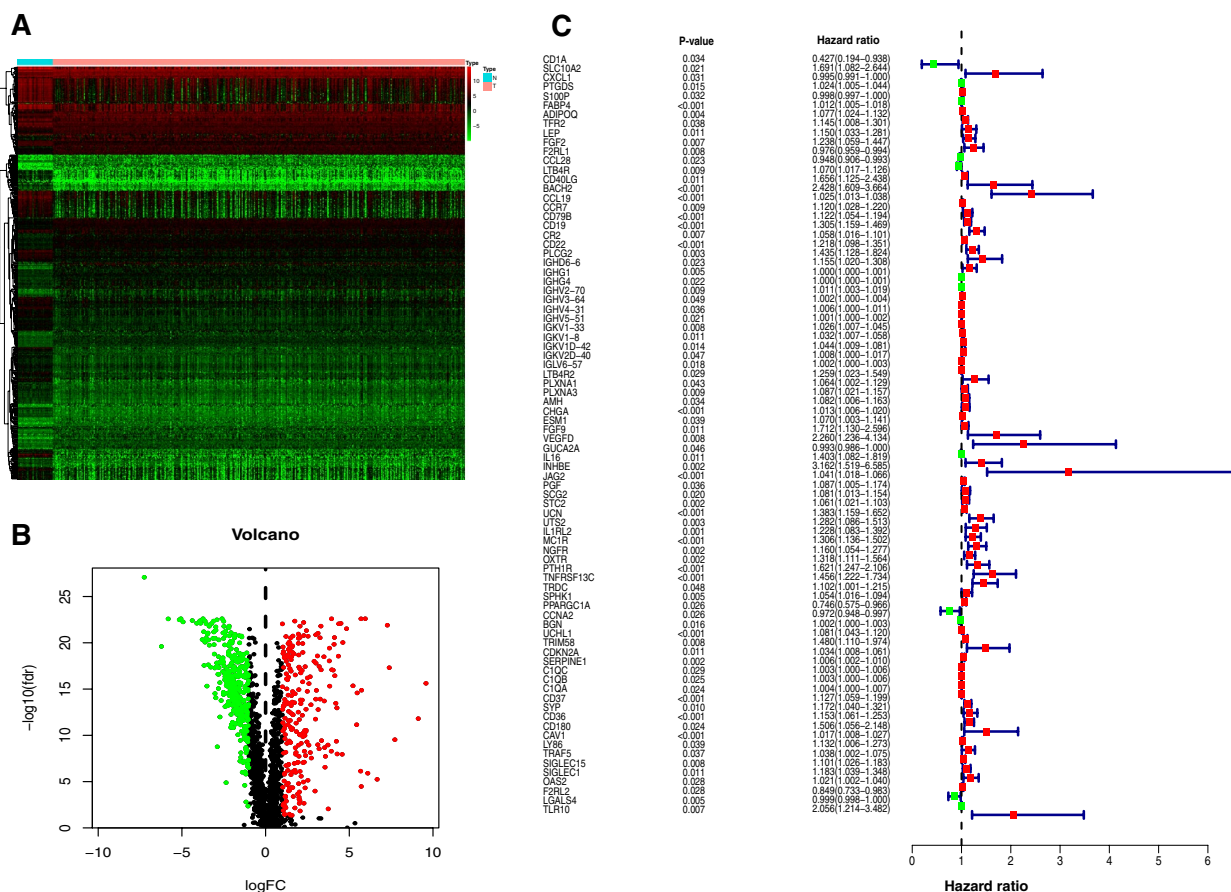 A
Type
10
5
0
−5
Type
N
T
B
Volcano
−log10(fdr)
25
20
15
10
5
0
−10 −5 0 5 10
logFC
C
P-value Hazard ratio
CD1A 0.034 0.427(0.194−0.938)
SLC10A2 0.021 1.691(1.082−2.644)
CXCL1 0.031 0.995(0.991−1.000)
PTGDS 0.015 1.024(1.005−1.044)
S100P 0.032 0.998(0.997−1.000)
FABP4 <0.001 1.012(1.005−1.018)
ADIPOQ 0.004 1.077(1.024−1.132)
TFR2 0.038 1.145(1.008−1.301)
LEP 0.011 1.150(1.033−1.281)
FGF2 0.007 1.238(1.059−1.447)
F2RL1 0.008 0.976(0.959−0.994)
CCL28 0.023 0.948(0.906−0.993)
LTB4R 0.009 1.070(1.017−1.126)
CD40LG 0.011 1.656(1.125−2.438)
BACH2 <0.001 2.428(1.609−3.664)
CCL19 <0.001 1.025(1.013−1.038)
CCR7 0.009 1.120(1.028−1.220)
CD79B <0.001 1.122(1.054−1.194)
CD19 <0.001 1.305(1.159−1.469)
CR2 0.007 1.058(1.016−1.101)
CD22 <0.001 1.218(1.098−1.351)
PLCG2 0.003 1.435(1.128−1.824)
IGHD6−6 0.023 1.155(1.020−1.308)
IGHG1 0.005 1.000(1.000−1.001)
IGHG4 0.022 1.000(1.000−1.001)
IGHV2−70 0.009 1.011(1.003−1.019)
IGHV3−64 0.049 1.002(1.000−1.004)
IGHV4−31 0.036 1.006(1.000−1.011)
IGHV5−51 0.021 1.001(1.000−1.002)
IGKV1−33 0.008 1.026(1.007−1.045)
IGKV1−8 0.011 1.032(1.007−1.058)
IGKV1D−42 0.014 1.044(1.009−1.081)
IGKV2D−40 0.047 1.008(1.000−1.017)
IGLV6−57 0.018 1.002(1.000−1.003)
LTB4R2 0.029 1.259(1.023−1.549)
PLXNA1 0.043 1.064(1.002−1.129)
PLXNA3 0.009 1.087(1.021−1.157)
AMH 0.034 1.082(1.006−1.163)
CHGA <0.001 1.013(1.006−1.020)
ESM1 0.039 1.070(1.003−1.141)
FGF9 0.011 1.712(1.130−2.596)
VEGFD 0.008 2.260(1.236−4.134)
GUCA2A 0.046 0.993(0.986−1.000)
IL16 0.011 1.403(1.082−1.819)
INHBE 0.002 3.162(1.519−6.585)
JAG2 <0.001 1.041(1.018−1.066)
PGF 0.036 1.087(1.005−1.174)
SCG2 0.020 1.081(1.013−1.154)
STC2 0.002 1.061(1.021−1.103)
UCN <0.001 1.383(1.159−1.652)
UTS2 0.003 1.282(1.086−1.513)
IL1RL2 0.001 1.228(1.083−1.392)
MC1R <0.001 1.306(1.136−1.502)
NGFR 0.002 1.160(1.054−1.277)
OXTR 0.002 1.318(1.111−1.564)
PTH1R <0.001 1.621(1.247−2.106)
TNFRSF13C <0.001 1.456(1.222−1.734)
TRDC 0.048 1.102(1.001−1.215)
SPHK1 0.005 1.054(1.016−1.094)
PPARGC1A 0.026 0.746(0.575−0.966)
CCNA2 0.026 0.972(0.948−0.997)
BGN 0.016 1.002(1.000−1.003)
UCHL1 <0.001 1.081(1.043−1.120)
TRIM58 0.008 1.480(1.110−1.974)
CDKN2A 0.011 1.034(1.008−1.061)
SERPINE1 0.002 1.006(1.002−1.010)
C1QC 0.029 1.003(1.000−1.006)
C1QB 0.025 1.003(1.000−1.006)
C1QA 0.024 1.004(1.000−1.007)
CD37 <0.001 1.127(1.059−1.199)
SYP 0.010 1.172(1.040−1.321)
CD36 <0.001 1.153(1.061−1.253)
CD180 0.024 1.506(1.056−2.148)
CAV1 <0.001 1.017(1.008−1.027)
LY86 0.039 1.132(1.006−1.273)
TRAF5 0.037 1.038(1.002−1.075)
SIGLEC15 0.008 1.101(1.026−1.183)
SIGLEC1 0.011 1.183(1.039−1.348)
OAS2 0.028 1.021(1.002−1.040)
F2RL2 0.028 0.849(0.733−0.983)
LGALS4 0.005 0.999(0.998−1.000)
TLR10 0.007 2.056(1.214−3.482)
0 1 2 3 4 5 6
Hazard ratio